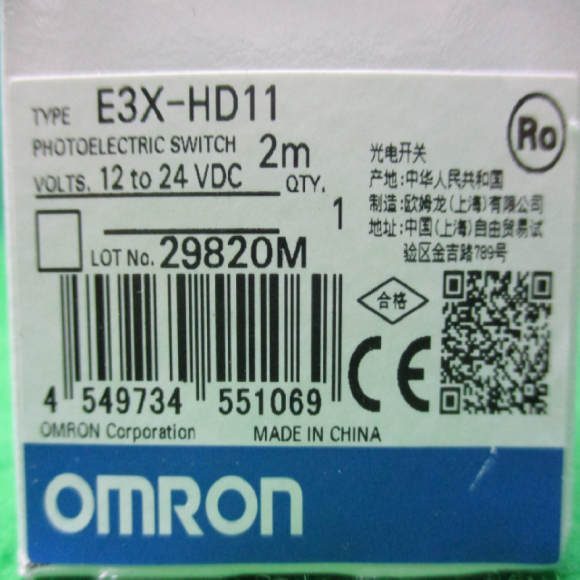 TYPE E3X-HD11
Ro
PHOTOELECTRIC SWITCH 2m
VOLTS. 12 to 24 VDC QTY.
1
LOT No. 29820M
光电开关
产地:中华人民共和国
制造:欧姆龙(上海)有限公司
地址:中国(上海)自由贸易试
验区金吉路789号
合格
CE
4 549734 551069
OMRON Corporation MADE IN CHINA
OMRON